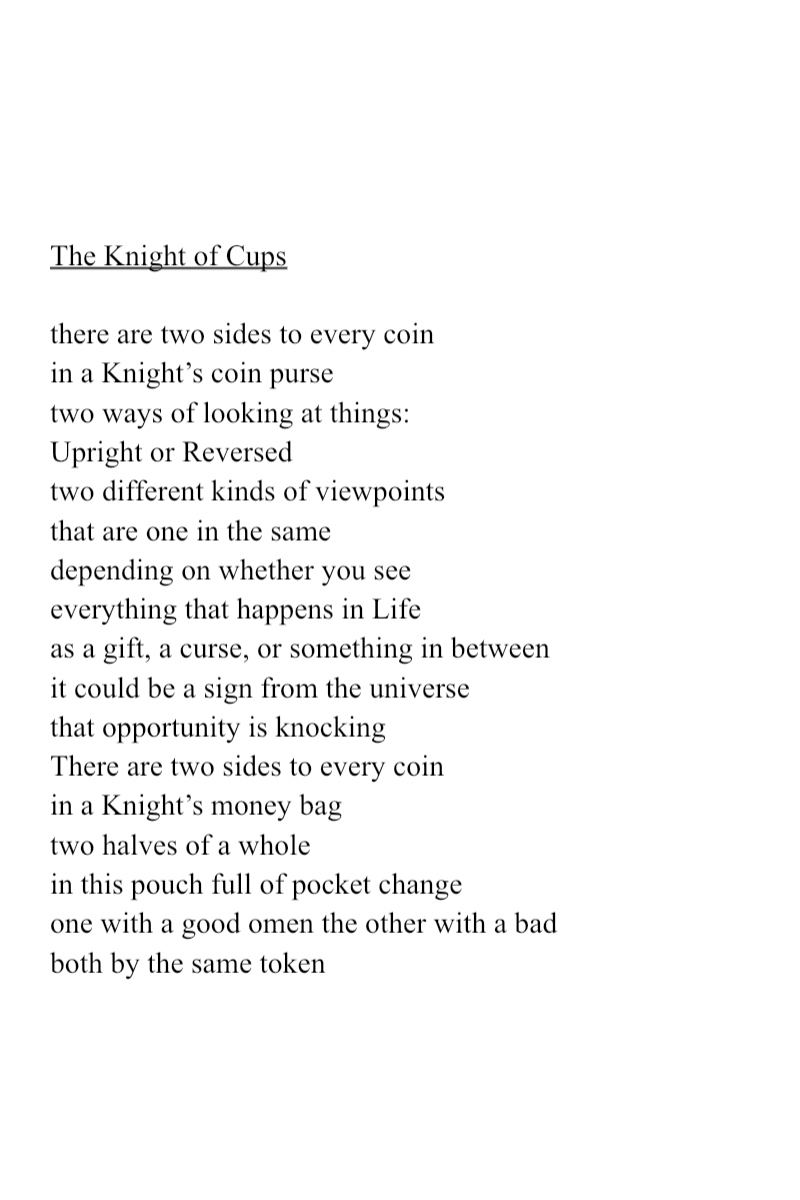 The Knight of Cups
there are two sides to every coin
in a Knight’s coin purse
two ways of looking at things:
Upright or Reversed
two different kinds of viewpoints
that are one in the same
depending on whether you see
everything that happens in Life
as a gift, a curse, or something in between
it could be a sign from the universe
that opportunity is knocking
There are two sides to every coin
in a Knight’s money bag
two halves of a whole
in this pouch full of pocket change
one with a good omen the other with a bad
both by the same token